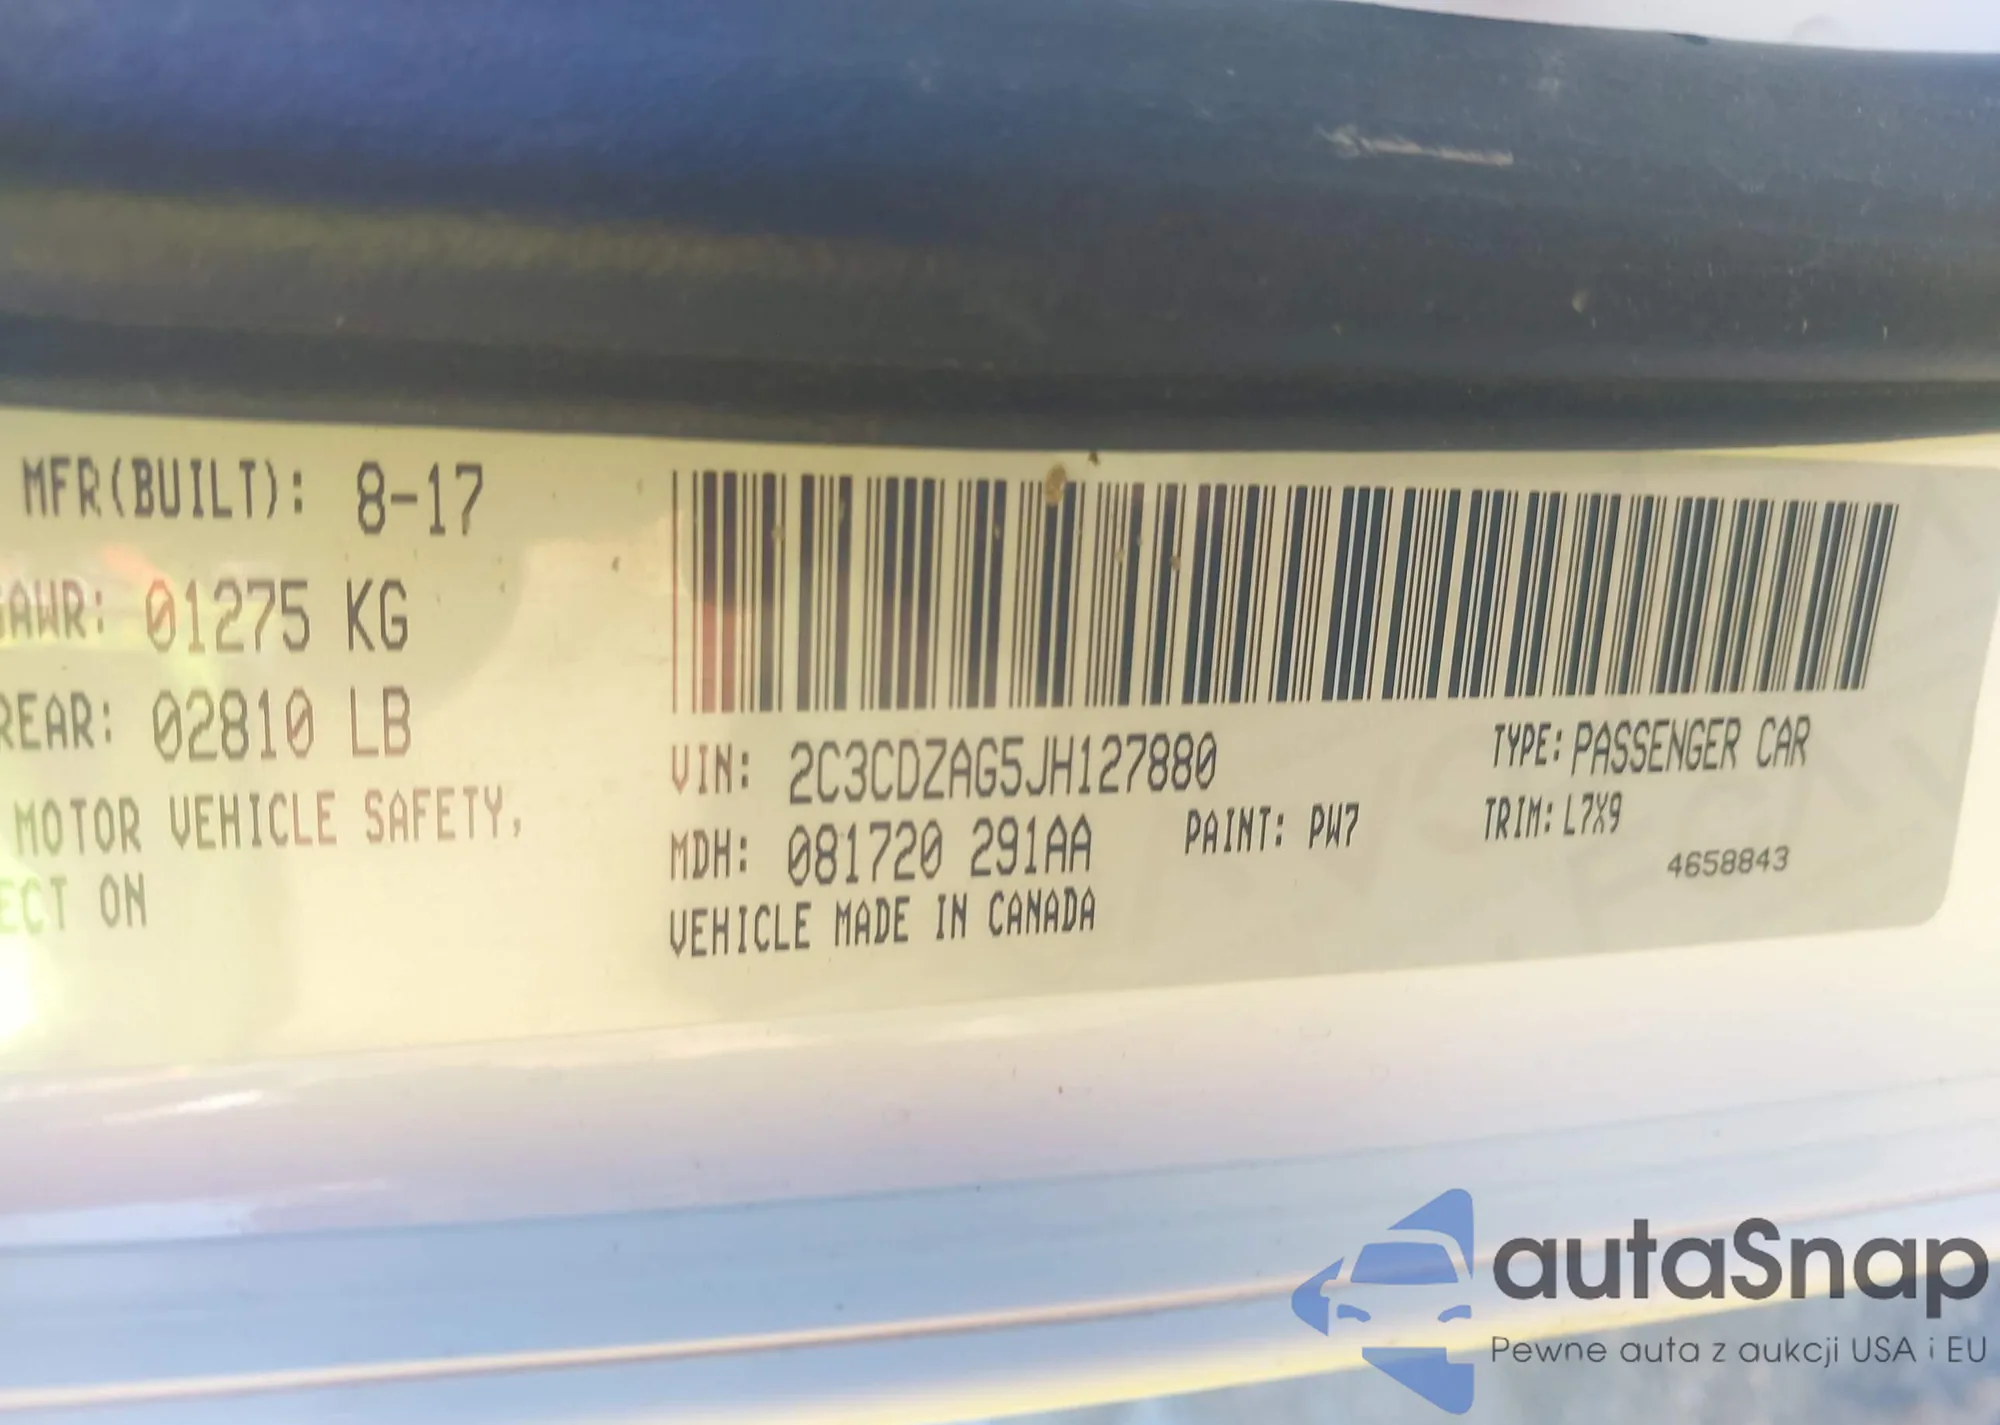 MFR(BUILT): 8-17
GAWR: 01275 KG
REAR: 02810 LB
MOTOR VEHICLE SAFETY,
ECT ON
VIN: 2C3CDZAG5JH127880
TYPE: PASSENGER CAR
MDH: 081720 291AA
PAINT: PW7
TRIM: L7X9
4658843
VEHICLE MADE IN CANADA
autaSnap
Pewne auta z aukcji USA i EU